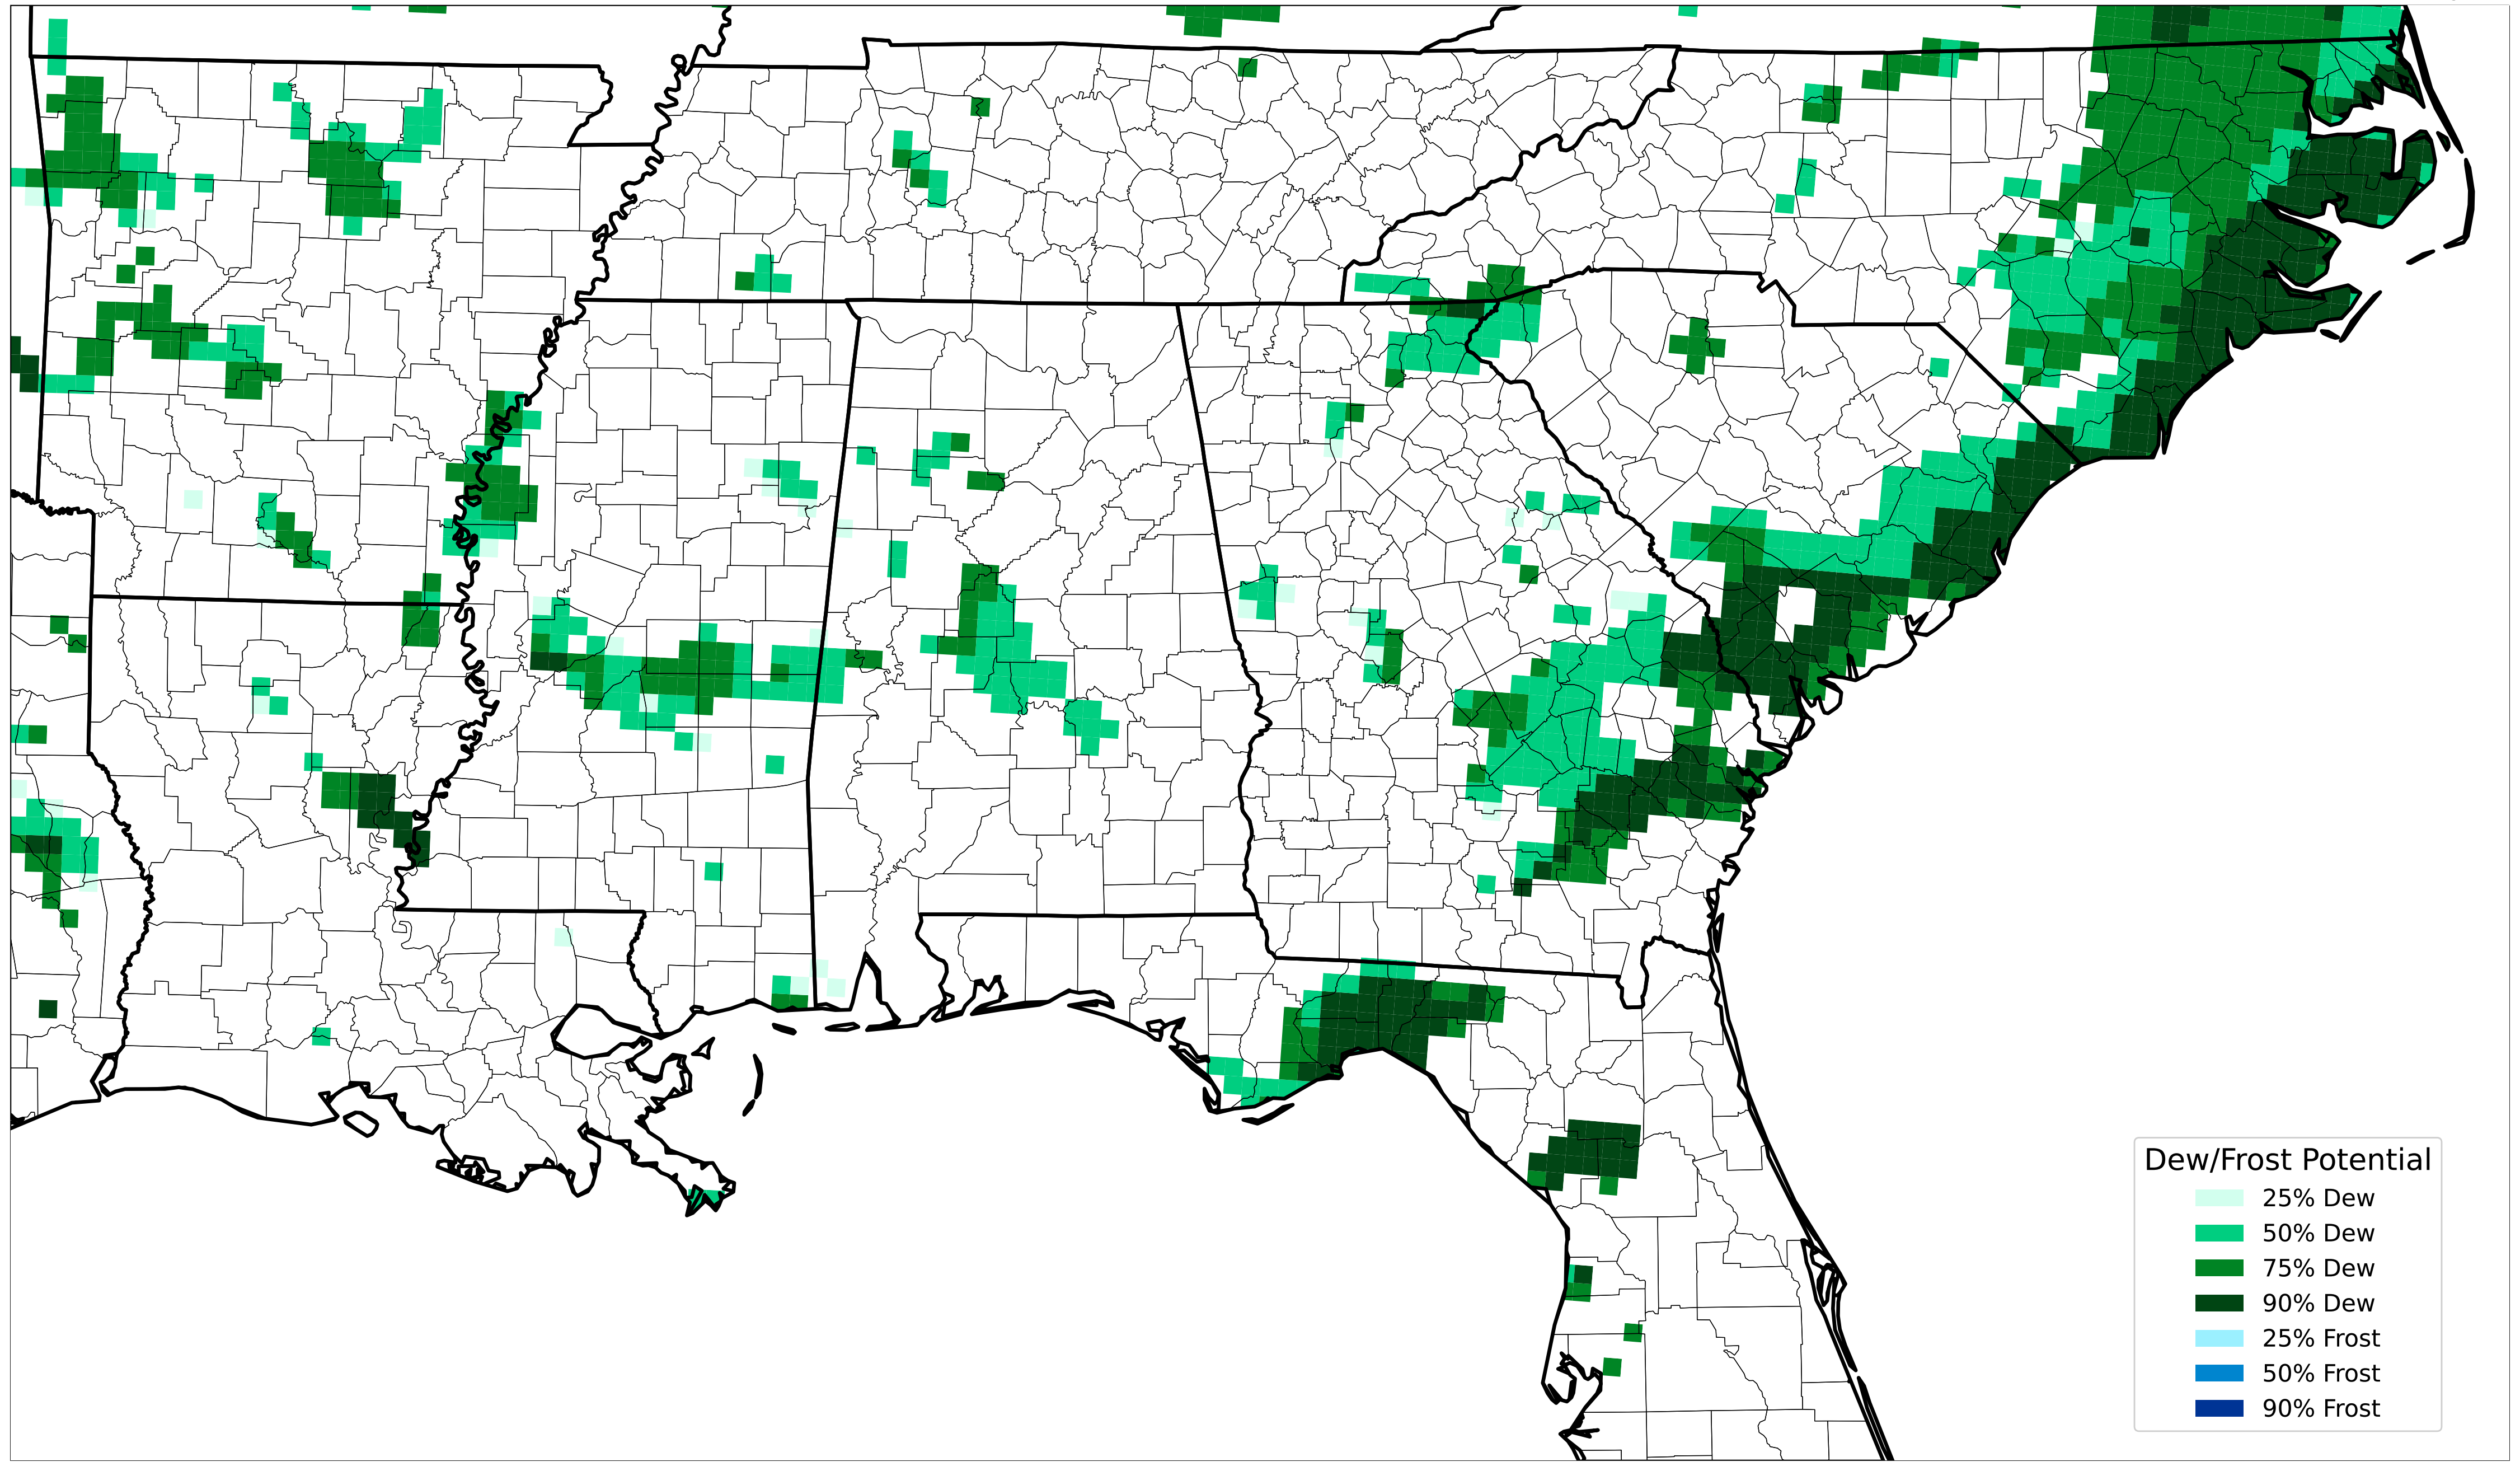 Dew/Frost Potential
25% Dew
50% Dew
75% Dew
90% Dew
25% Frost
50% Frost
90% Frost